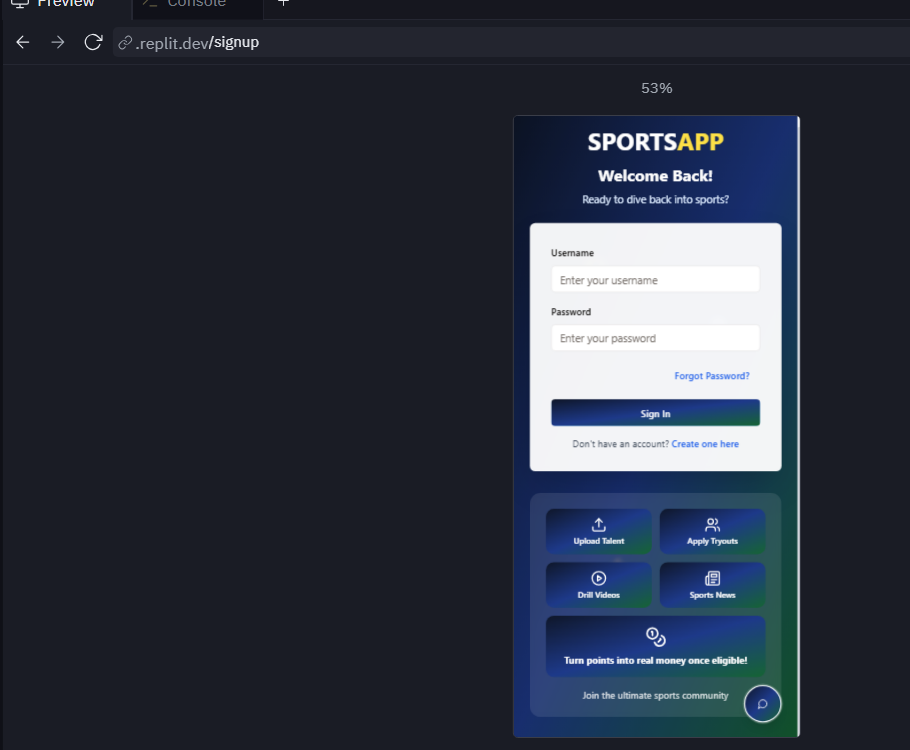 Preview
Console
.replit.dev/signup
53%
SPORTSAPP
Welcome Back!
Ready to dive back into sports?
Username
Enter your username
Password
Enter your password
Forgot Password?
Sign In
Don't have an account? Create one here
Upload Talent
Apply Tryouts
Drill Videos
Sports News
Turn points into real money once eligible!
Join the ultimate sports community